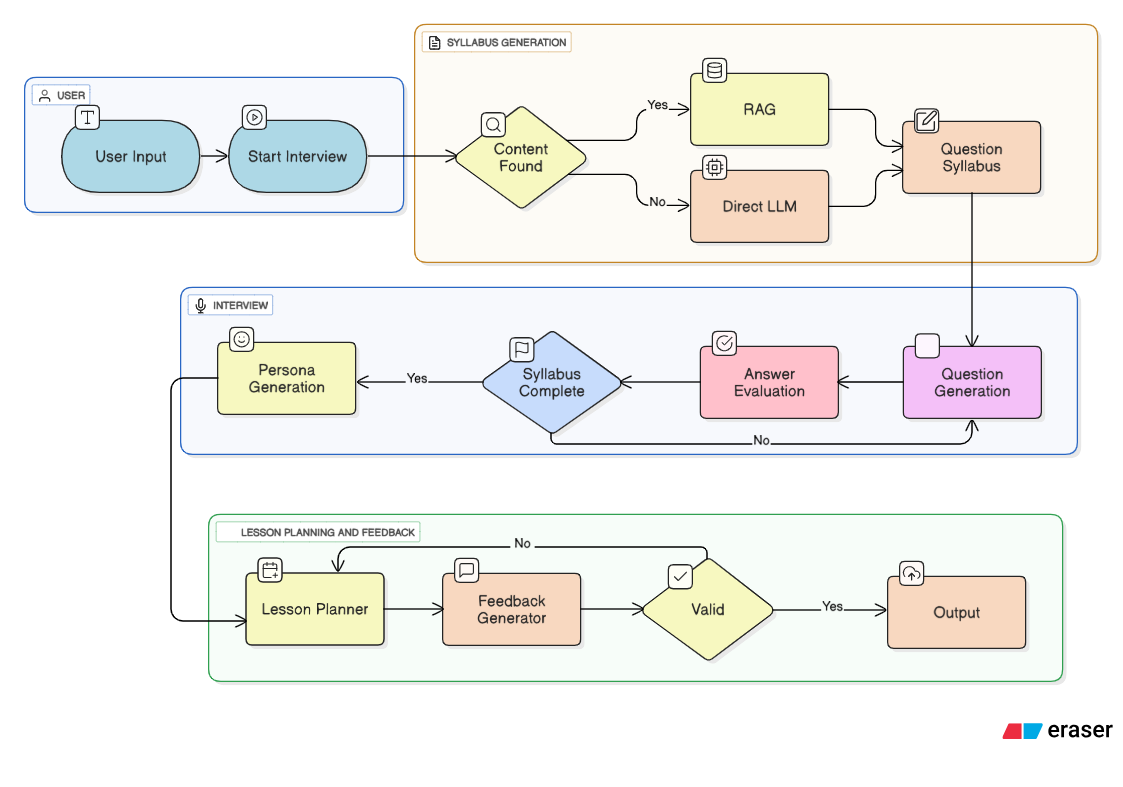 SYLLABUS GENERATION
USER
User Input
Start Interview
Content
Found
Yes
No
RAG
Direct LLM
Question
Syllabus
INTERVIEW
Persona
Generation
Yes
Syllabus
Complete
Answer
Evaluation
Question
Generation
No
LESSON PLANNING AND FEEDBACK
No
Lesson Planner
Feedback
Generator
Valid
Yes
Output
eraser